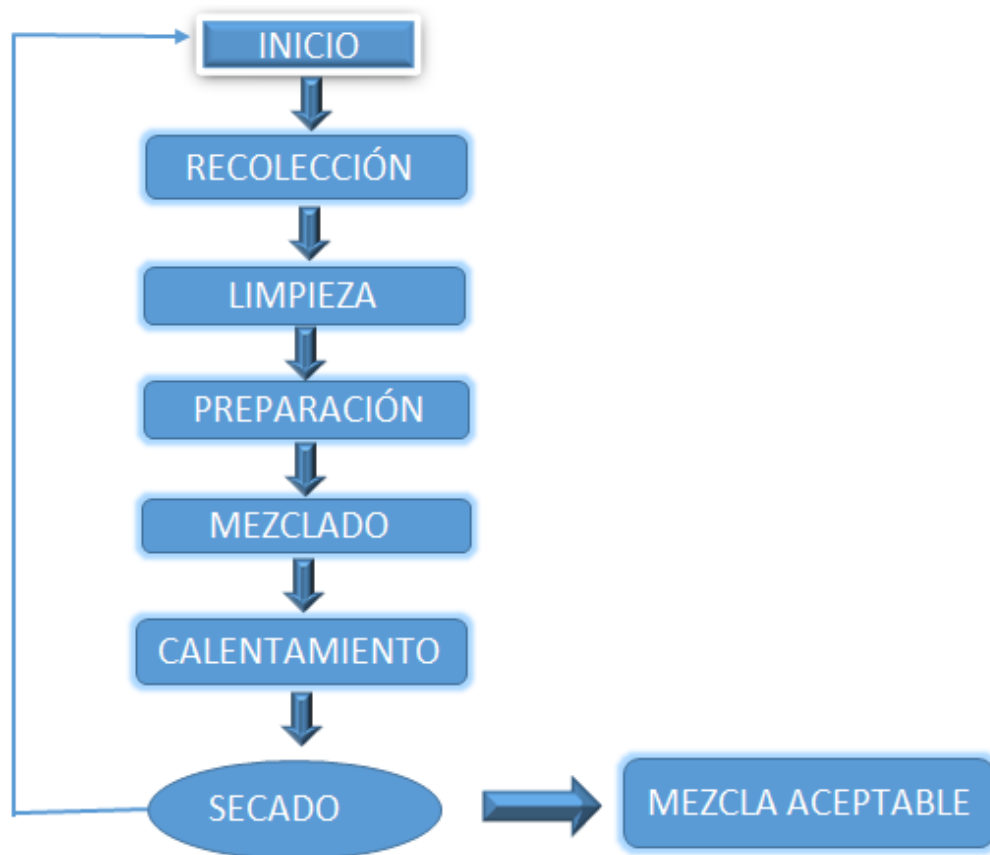 INICIO
RECOLECCIÓN
LIMPIEZA
PREPARACIÓN
MEZCLADO
CALENTAMIENTO
SECADO
MEZCLA ACEPTABLE